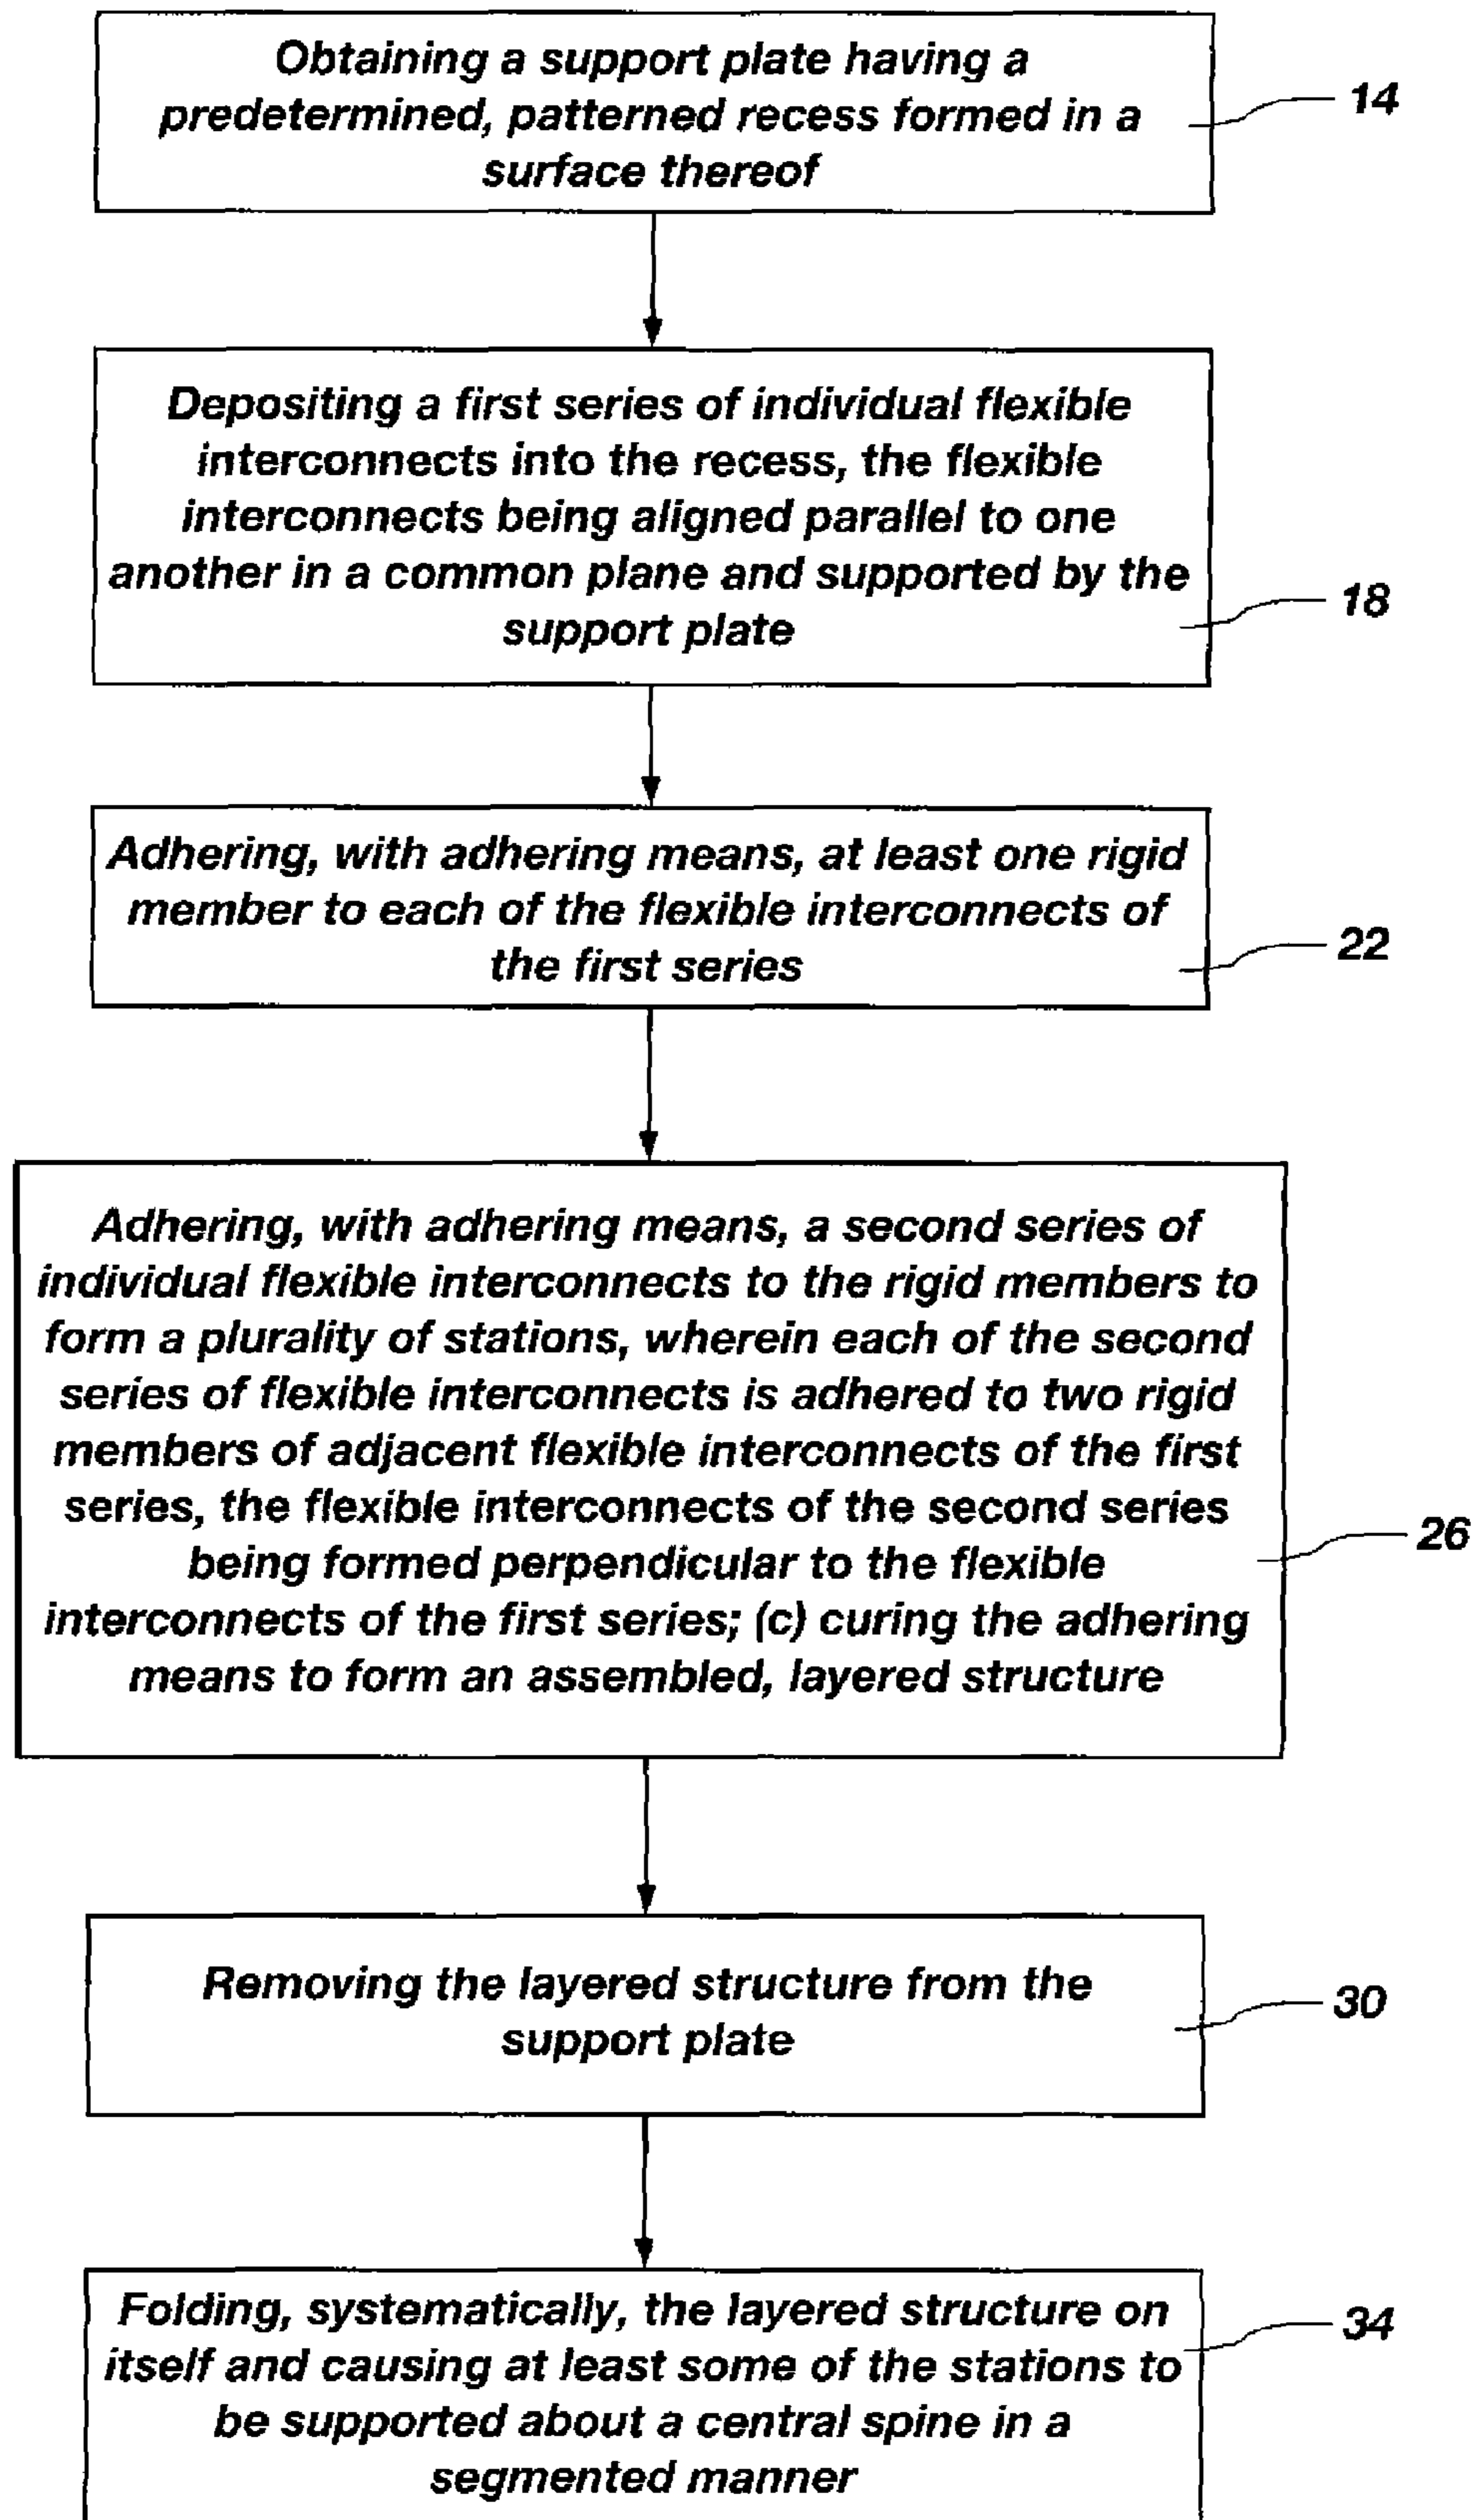 Obtaining a support plate having a
predetermined, patterned recess formed in a
surface thereof
14
Depositing a first series of individual flexible
interconnects into the recess, the flexible
interconnects being aligned parallel to one
another in a common plane and supported by the
support plate
18
Adhering, with adhering means, at least one rigid
member to each of the flexible interconnects of
the first series
22
Adhering, with adhering means, a second series of
individual flexible interconnects to the rigid members to
form a plurality of stations, wherein each of the second
series of flexible interconnects is adhered to two rigid
members of adjacent flexible interconnects of the first
series, the flexible interconnects of the second series
being formed perpendicular to the flexible
interconnects of the first series; (c) curing the adhering
means to form an assembled, layered structure
26
Removing the layered structure from the
support plate
30
Folding, systematically, the layered structure on
itself and causing at least some of the stations to
be supported about a central spine in a
segmented manner
34